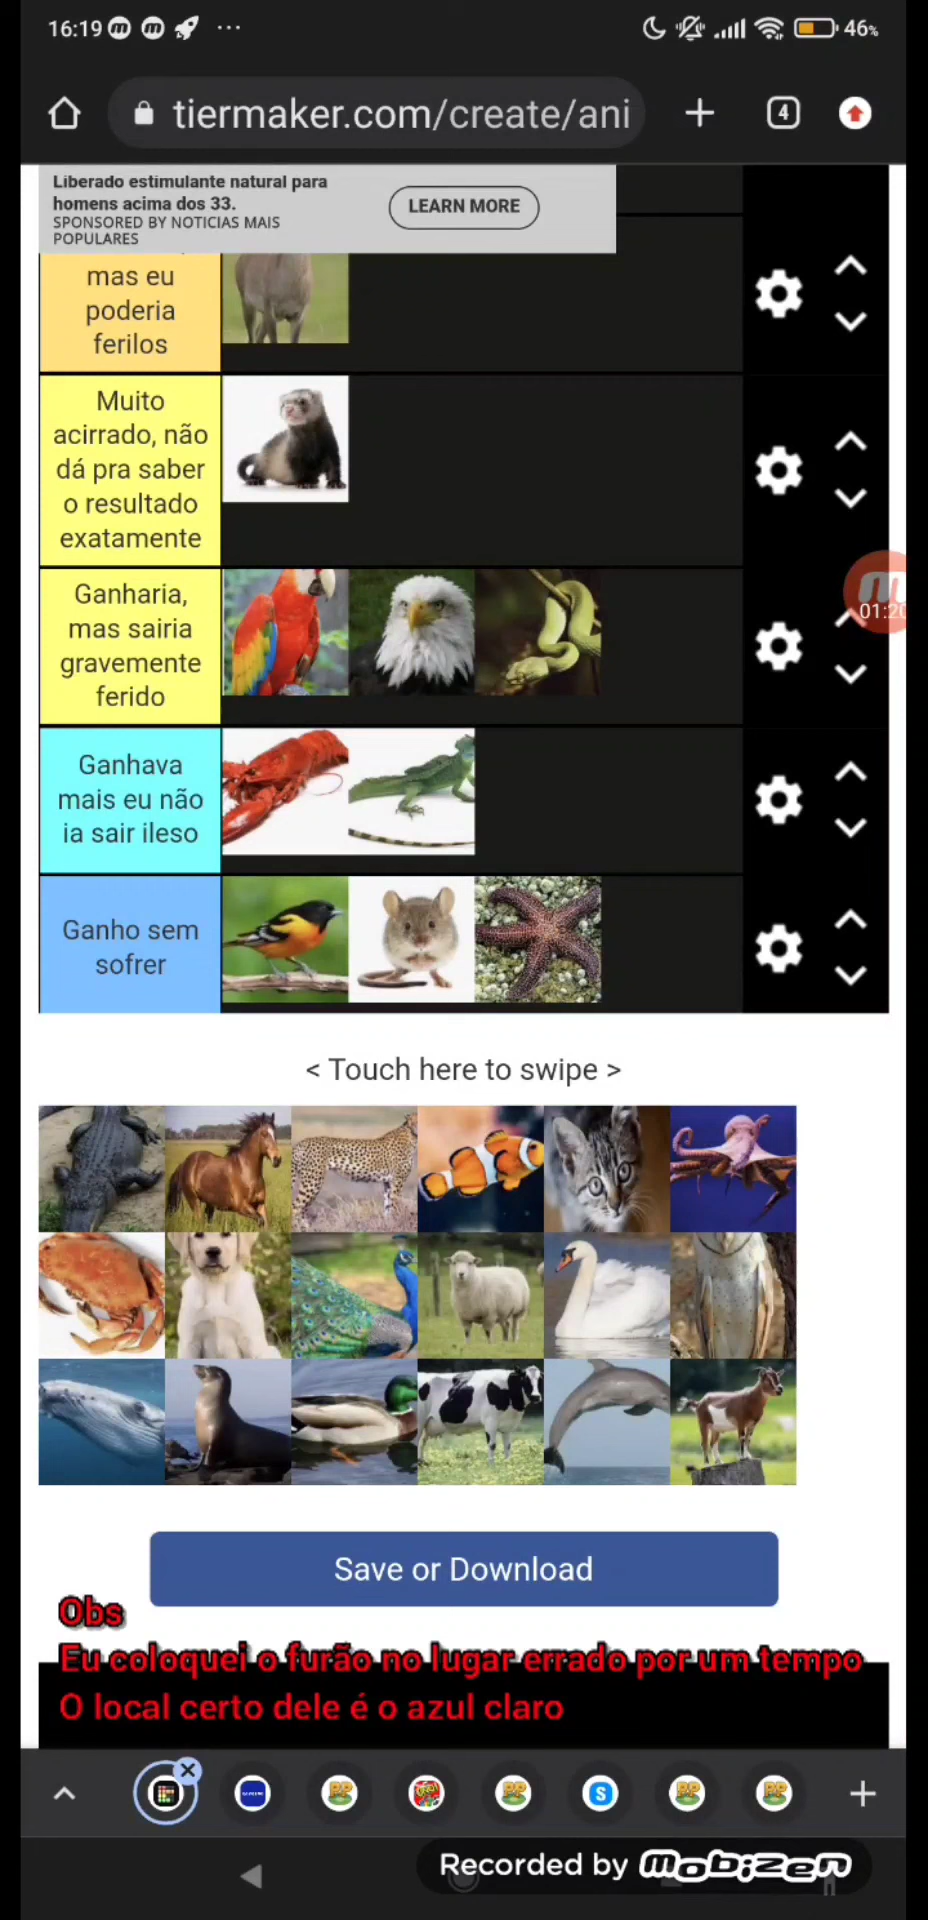 16:19
46%
tiermaker.com/create/ani
4
Liberado estimulante natural para
homens acima dos 33.
SPONSORED BY NOTICIAS MAIS
POPULARES
LEARN MORE
mas eu
poderia
ferilos
Muito
acirrado, não
dá pra saber
o resultado
exatamente
Ganharia,
mas sairia
gravemente
ferido
01:20
Ganhava
mais eu não
ia sair ileso
Ganho sem
sofrer
< Touch here to swipe >
Save or Download
Obs
Eu coloquei o furão no lugar errado por um tempo
O local certo dele é o azul claro
Recorded by mobizen